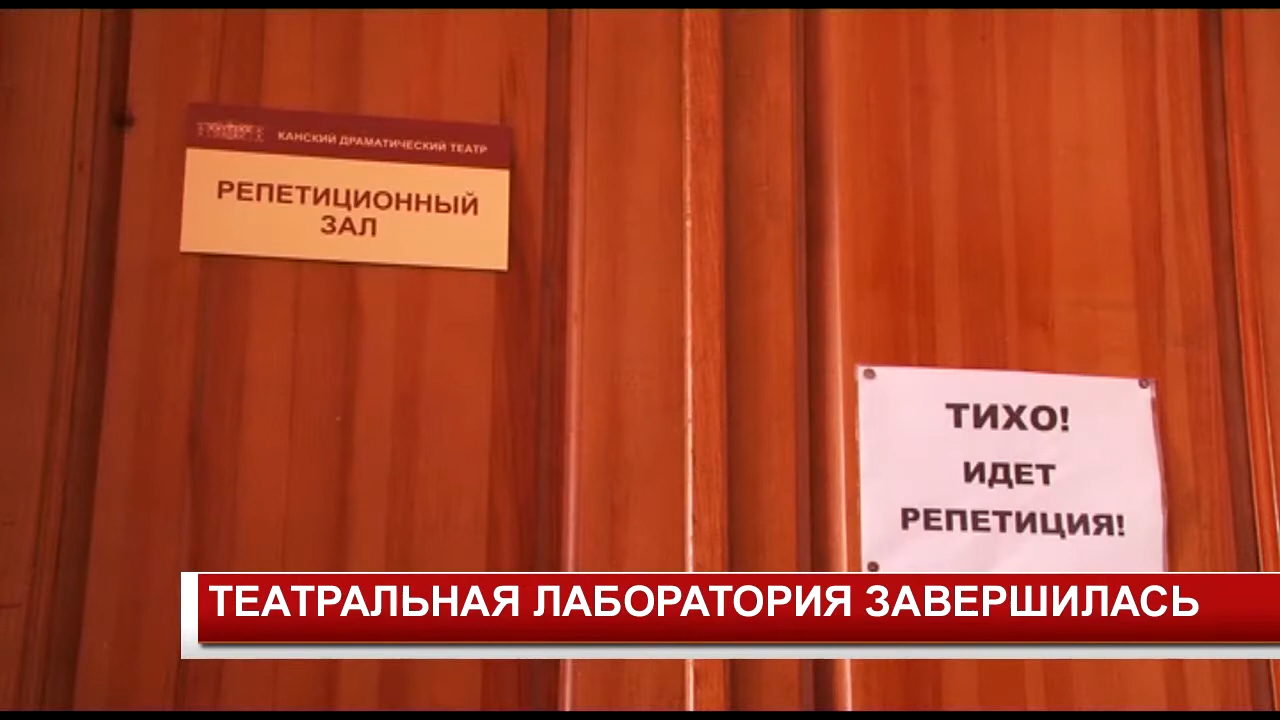 КАНСКИЙ ДРАМАТИЧЕСКИЙ ТЕАТР
РЕПЕТИЦИОННЫЙ
ЗАЛ
ТИХО!
ИДЕТ
РЕПЕТИЦИЯ!
ТЕАТРАЛЬНАЯ ЛАБОРАТОРИЯ ЗАВЕРШИЛАСЬ